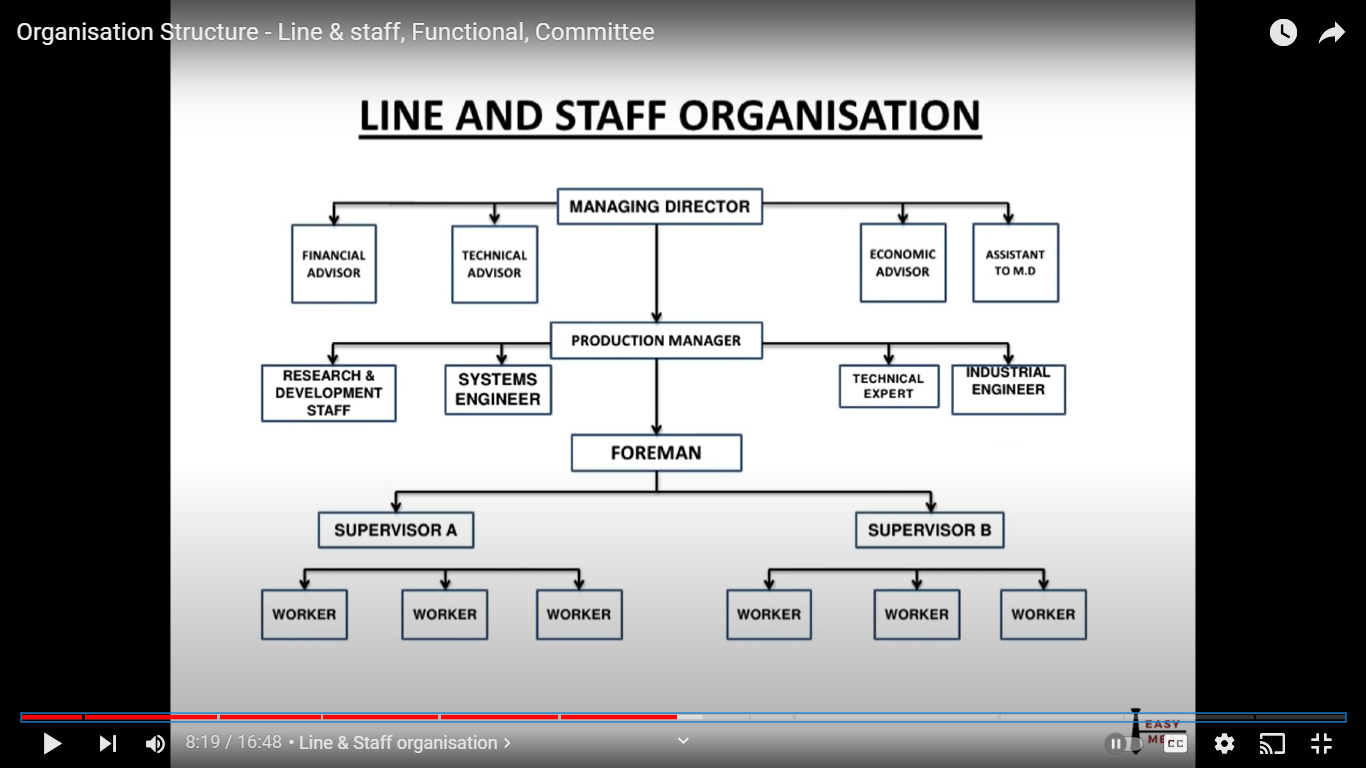 Organisation Structure - Line & staff, Functional, Committee
LINE AND STAFF ORGANISATION
MANAGING DIRECTOR
FINANCIAL
ADVISOR
TECHNICAL
ADVISOR
ECONOMIC
ADVISOR
ASSISTANT
TO M.D
PRODUCTION MANAGER
RESEARCH &
DEVELOPMENT
STAFF
SYSTEMS
ENGINEER
TECHNICAL
EXPERT
INDUSTRIAL
ENGINEER
FOREMAN
SUPERVISOR A
SUPERVISOR B
WORKER
WORKER
WORKER
WORKER
WORKER
WORKER
EASY
8:19 / 16:48 • Line & Staff organisation >
CC